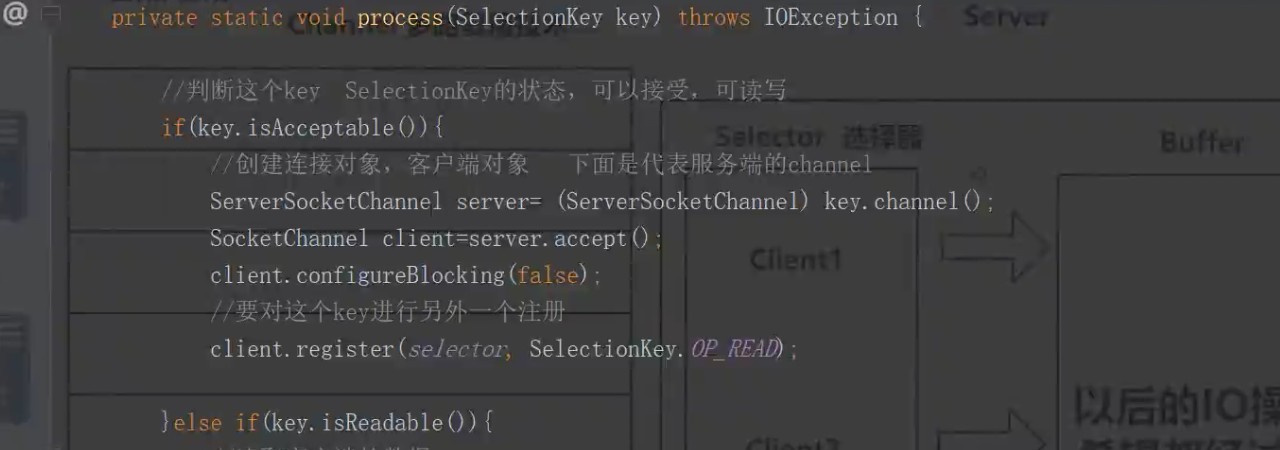 @
private static void process(SelectionKey key) throws IOException {
Server
//判断这个key  SelectionKey的状态，可以接受，可读写
if(key.isAcceptable()){
Selector 选择器
Buffer
//创建连接对象，客户端对象  下面是代表服务端的channel
ServerSocketChannel server= (ServerSocketChannel) key.channel();
SocketChannel client=server.accept();
Client1
client.configureBlocking(false);
//要对这个key进行另外一个注册
client.register(selector, SelectionKey.OP_READ);
以后的IO操
}else if(key.isReadable()){